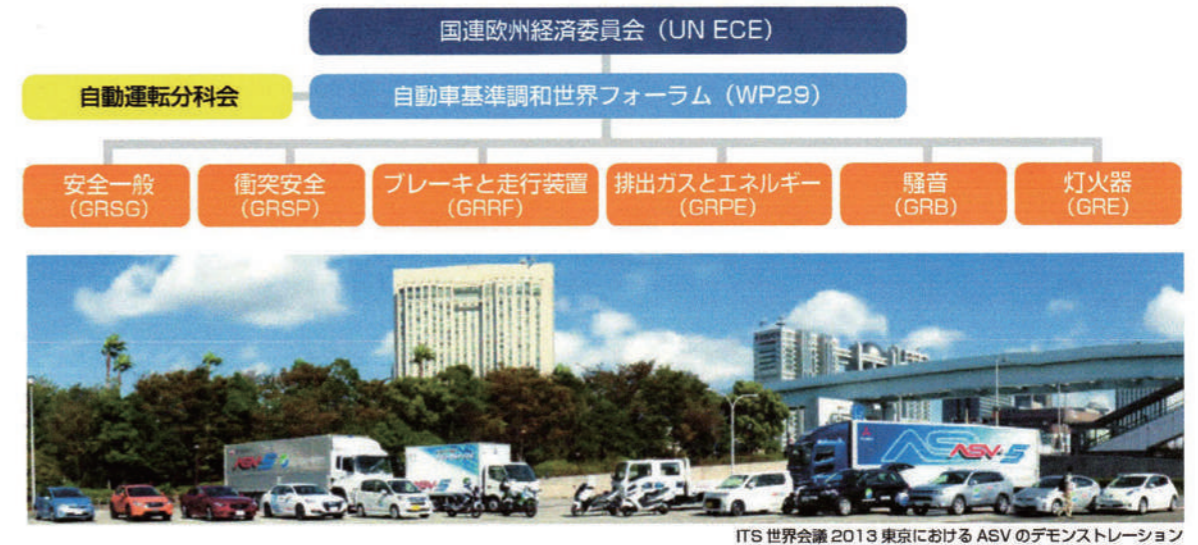 国連欧州経済委員会（UN ECE）
自動運転分科会
自動車基準調和世界フォーラム（WP29）
安全一般
(GRSG)
衝突安全
(GRSP)
ブレーキと走行装置
(GRRF)
排出ガスとエネルギー
(GRPE)
騒音
(GRB)
灯火器
(GRE)
ASV-5
ASV-5
ITS 世界会議 2013 東京における ASV のデモンストレーション